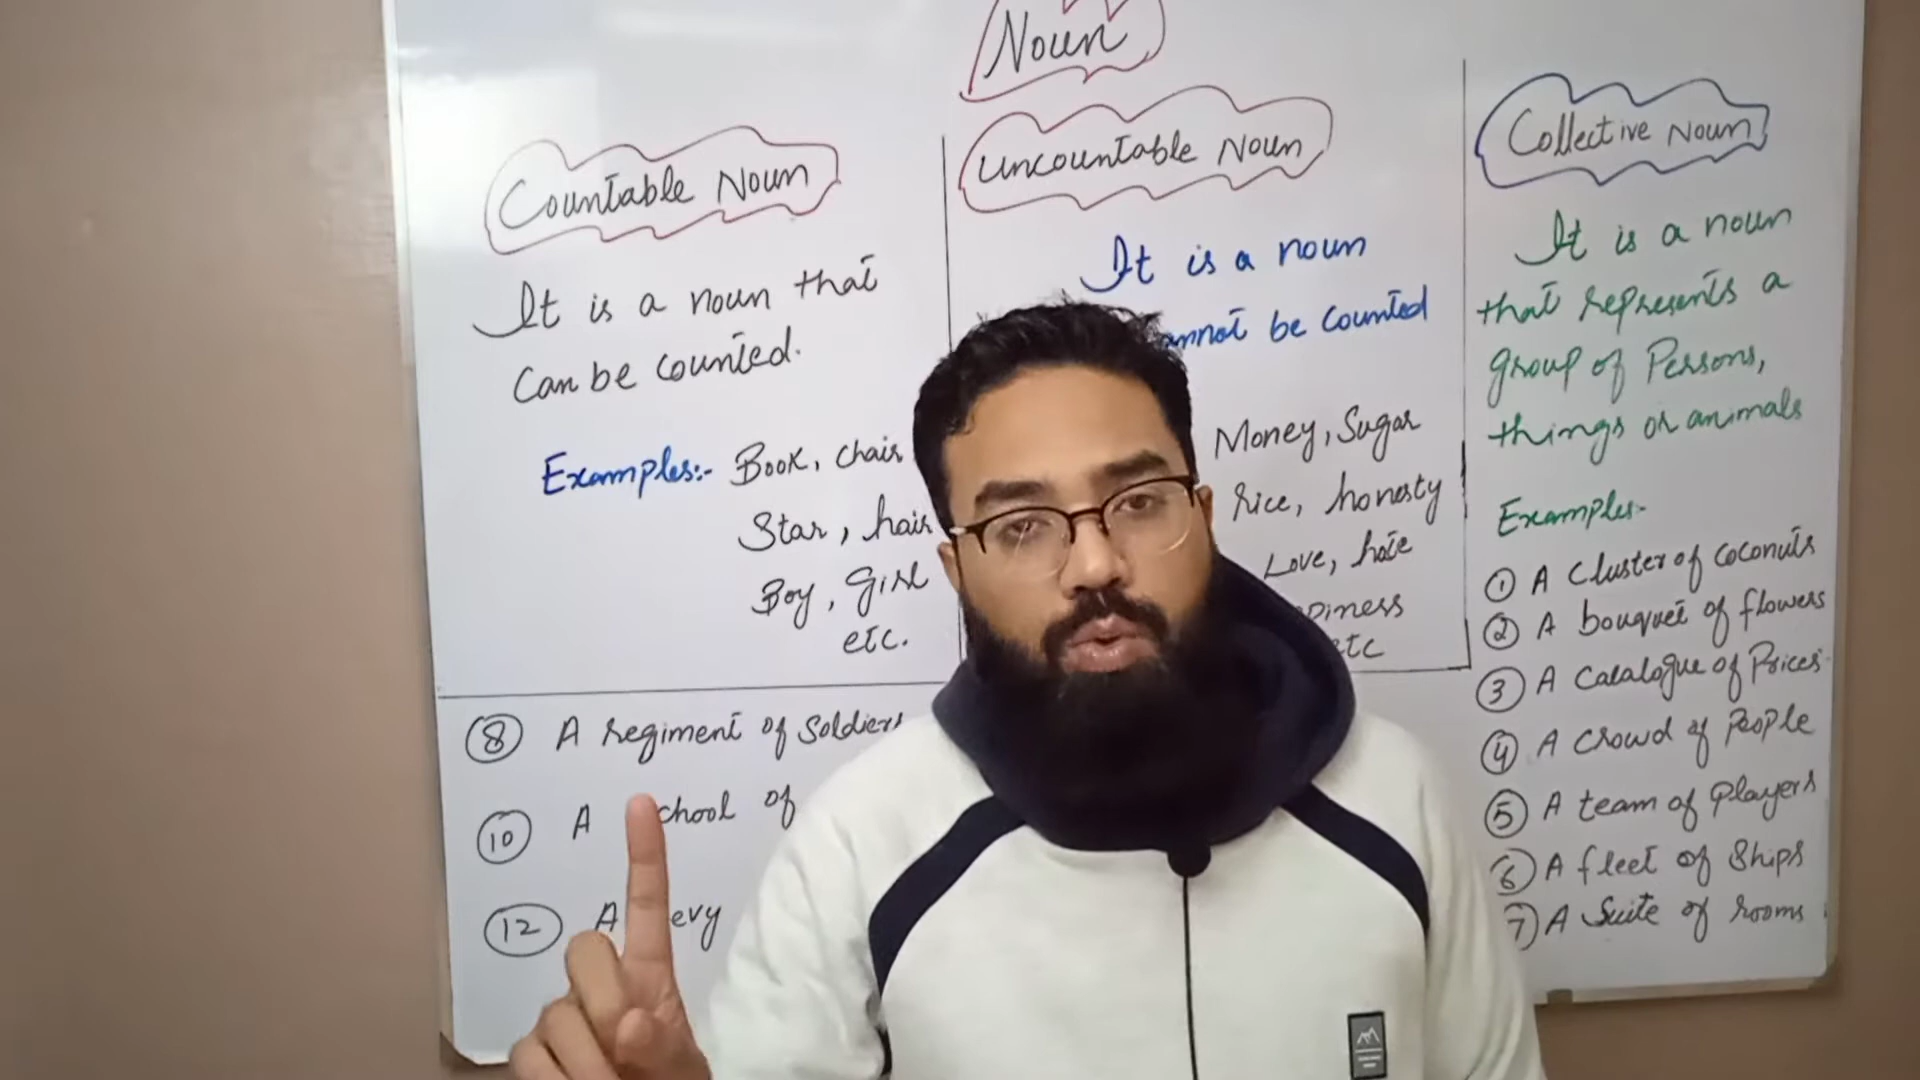 Noun
Countable Noun
It is a noun that
can be counted.
Examples:- Book, chair
Star, hair
Boy, Girl
etc.
Uncountable Noun
It is a noun
be counted
Money, Sugar
rice, honesty
Love, hate
etc
Collective Noun
It is a noun
that represents a
group of Persons,
things or animals
Examples:-
① A Cluster of coconuts
② A bouquet of flowers
③ A Catalogue of Prices
④ A crowd of People
⑤ A team of Players
⑥ A fleet of Ships
7 A Suite of rooms
⑧ A regiment of Soldiers
⑩ A of
⑫ A